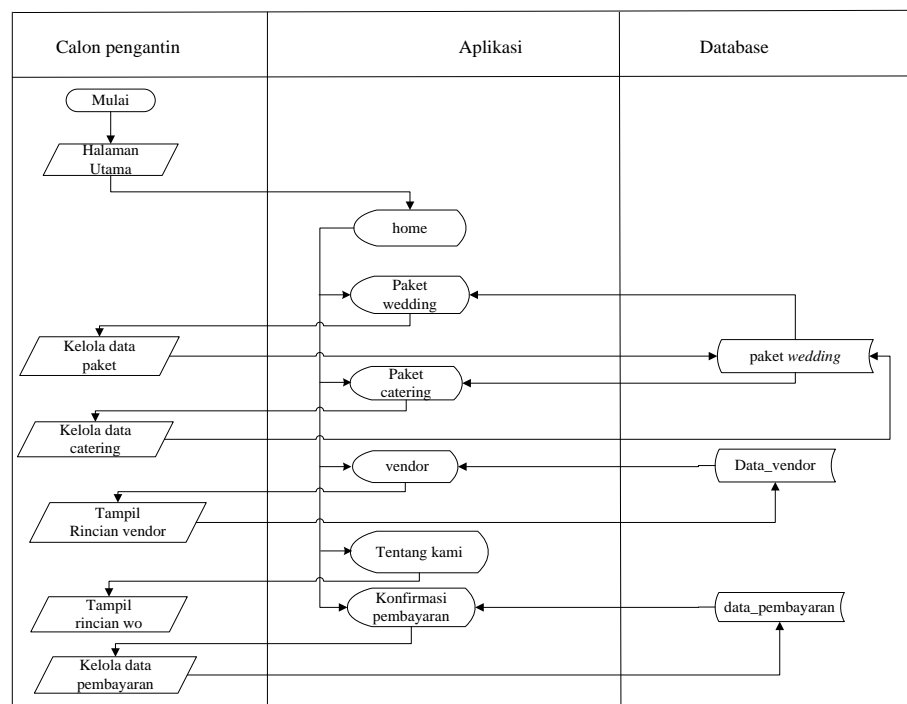 Calon pengantin
Aplikasi
Database
Mulai
Halaman
Utama
home
Paket
wedding
Kelola data
paket
paket wedding
Paket
catering
Kelola data
catering
vendor
Data_vendor
Tampil
Rincian vendor
Tentang kami
Tampil
rincian wo
Konfirmasi
pembayaran
data_pembayaran
Kelola data
pembayaran